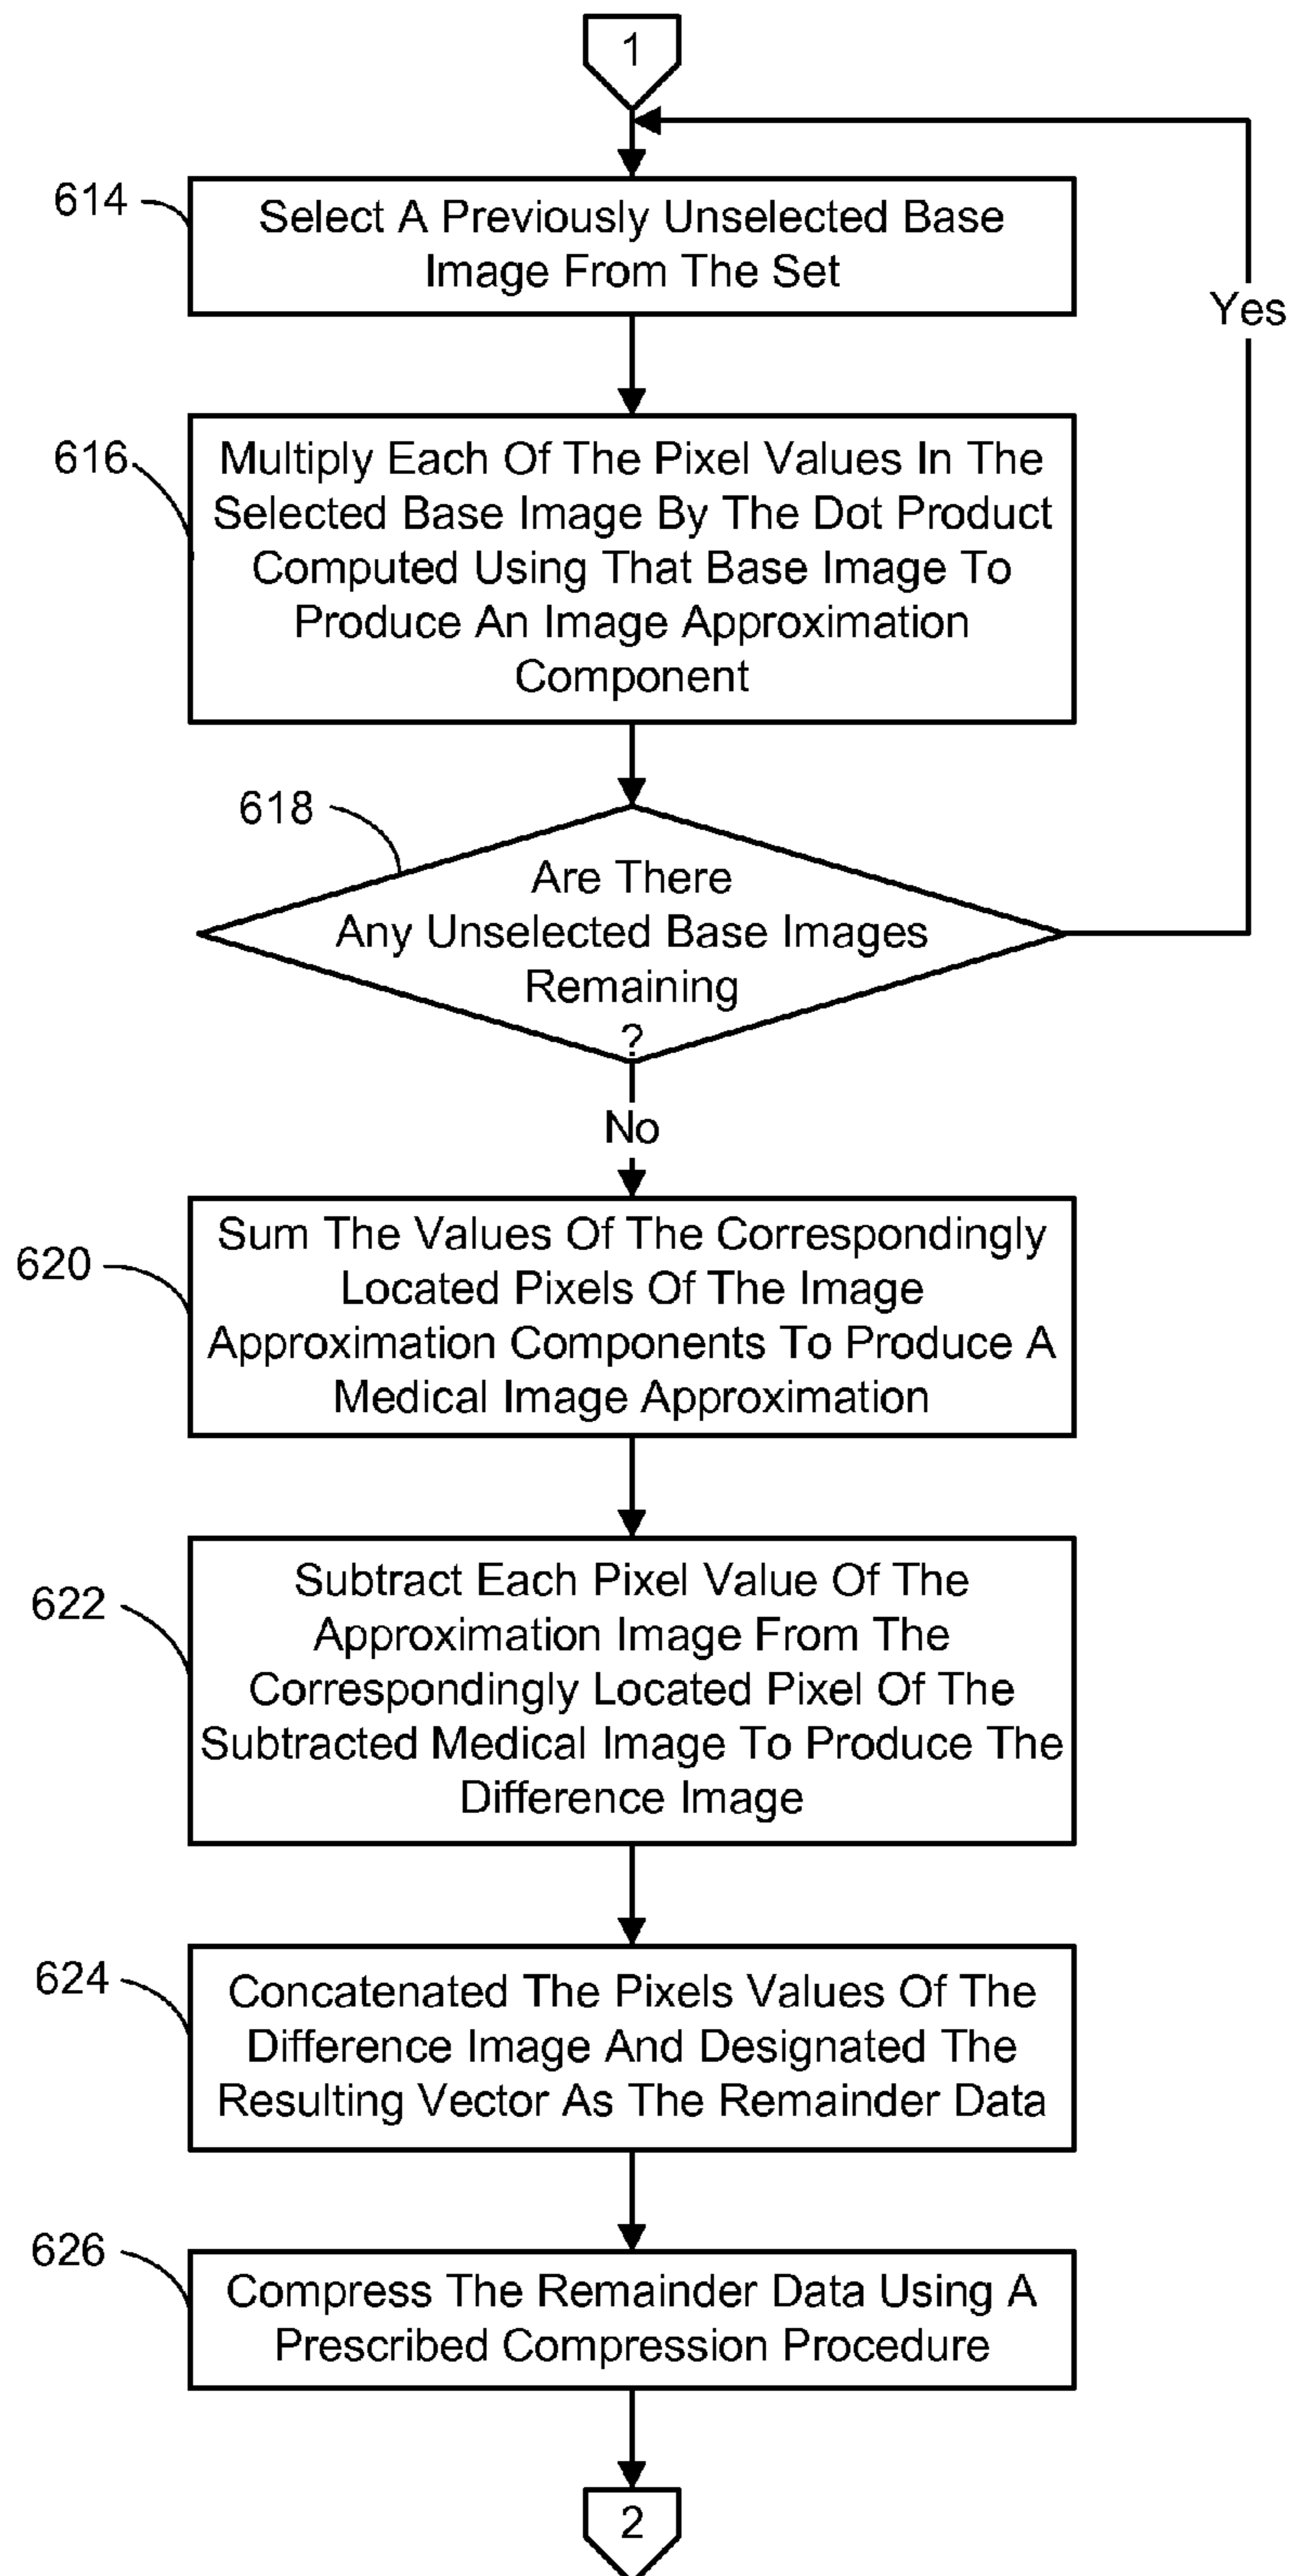 1
614
Select A Previously Unselected Base
Image From The Set
Yes
616
Multiply Each Of The Pixel Values In The
Selected Base Image By The Dot Product
Computed Using That Base Image To
Produce An Image Approximation
Component
618
Are There
Any Unselected Base Images
Remaining
?
No
620
Sum The Values Of The Correspondingly
Located Pixels Of The Image
Approximation Components To Produce A
Medical Image Approximation
622
Subtract Each Pixel Value Of The
Approximation Image From The
Correspondingly Located Pixel Of The
Subtracted Medical Image To Produce The
Difference Image
624
Concatenated The Pixels Values Of The
Difference Image And Designated The
Resulting Vector As The Remainder Data
626
Compress The Remainder Data Using A
Prescribed Compression Procedure
2